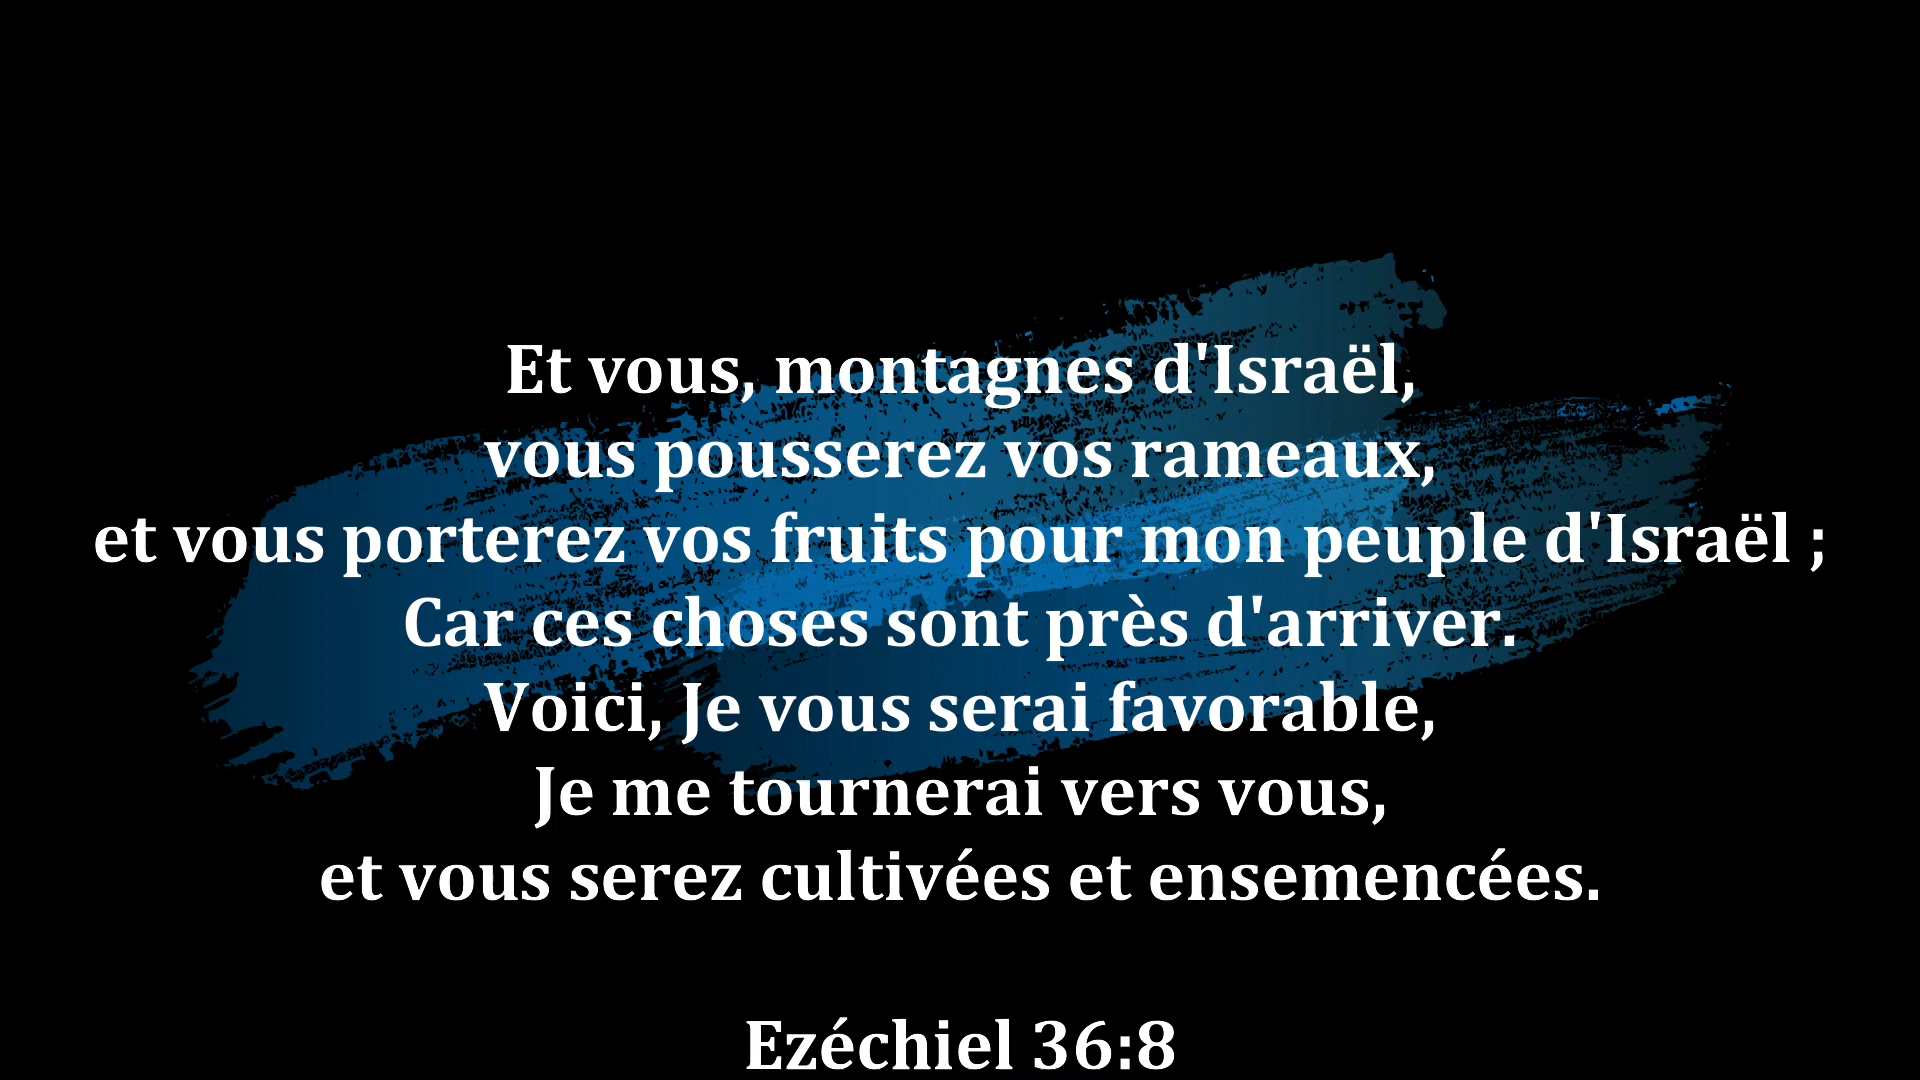 Et vous, montagnes d'Israël,
vous pousserez vos rameaux,
et vous porterez vos fruits pour mon peuple d'Israël ;
Car ces choses sont près d'arriver.
Voici, Je vous serai favorable,
Je me tournerai vers vous,
et vous serez cultivées et ensemencées.
Ezéchiel 36:8